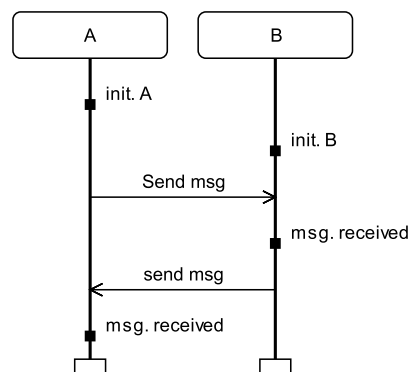 A
B
init. A
init. B
Send msg
msg. received
send msg
msg. received